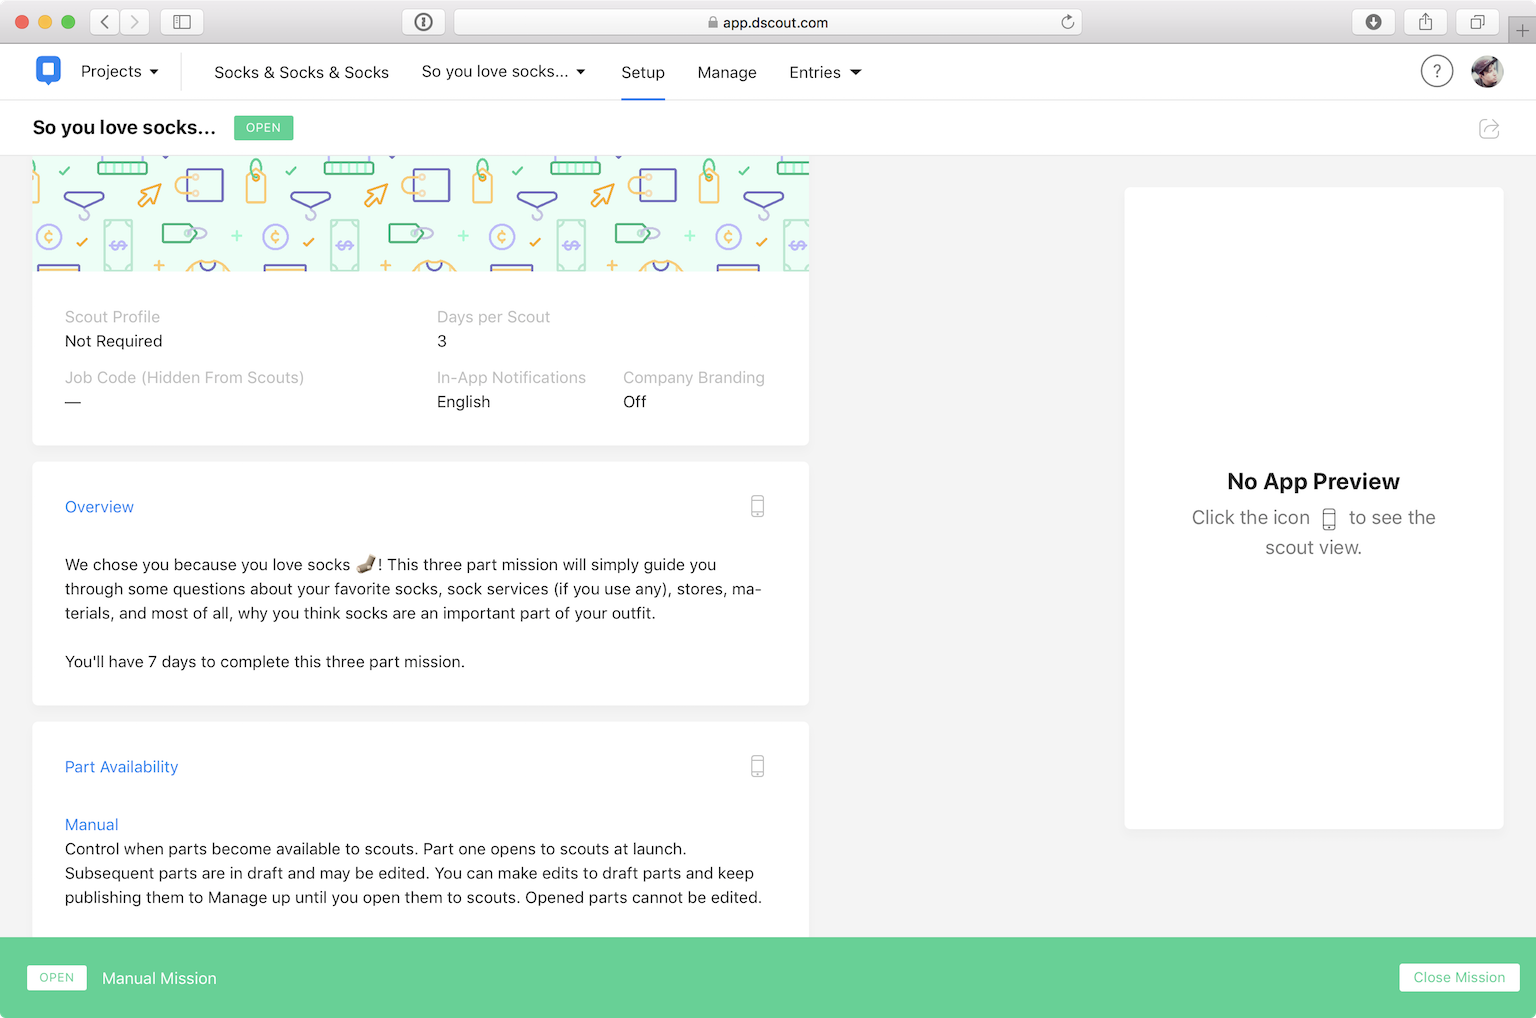 app.dscout.com
Projects
Socks & Socks & Socks
So you love socks...
Setup
Manage
Entries
?
So you love socks...
OPEN
Scout Profile
Days per Scout
Not Required
3
Job Code (Hidden From Scouts)
In-App Notifications
Company Branding
—
English
Off
Overview
We chose you because you love socks 🧦! This three part mission will simply guide you
through some questions about your favorite socks, sock services (if you use any), stores, ma-
terials, and most of all, why you think socks are an important part of your outfit.
You'll have 7 days to complete this three part mission.
Part Availability
Manual
Control when parts become available to scouts. Part one opens to scouts at launch.
Subsequent parts are in draft and may be edited. You can make edits to draft parts and keep
publishing them to Manage up until you open them to scouts. Opened parts cannot be edited.
No App Preview
Click the icon to see the
scout view.
OPEN
Manual Mission
Close Mission